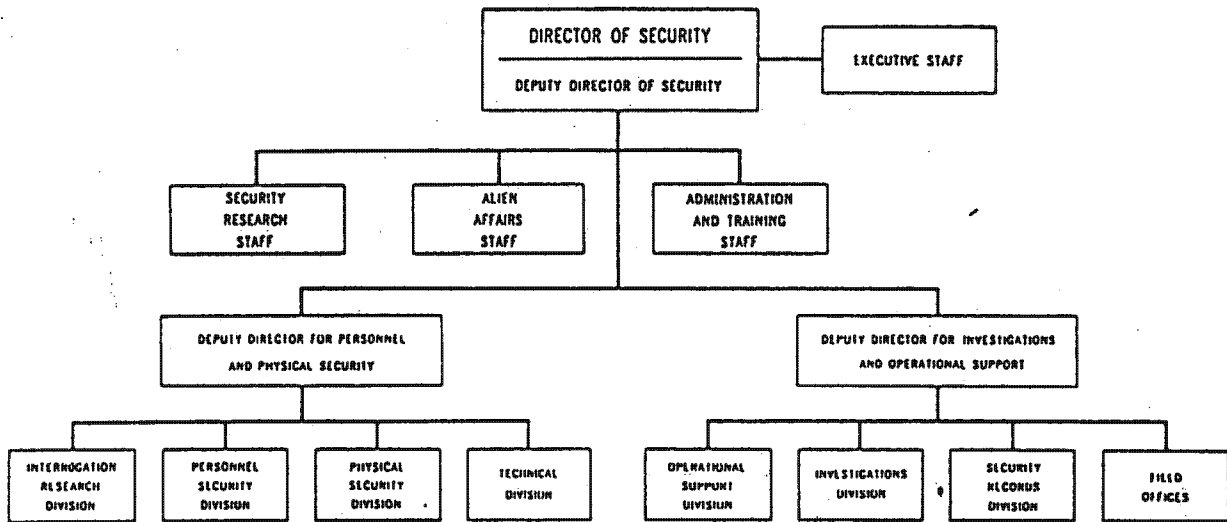 DIRECTOR OF SECURITY
DEPUTY DIRECTOR OF SECURITY
EXECUTIVE STAFF
SECURITY
RESEARCH
STAFF
ALIEN
AFFAIRS
STAFF
ADMINISTRATION
AND TRAINING
STAFF
DEPUTY DIRECTOR FOR PERSONNEL
AND PHYSICAL SECURITY
DEPUTY DIRECTOR FOR INVESTIGATIONS
AND OPERATIONAL SUPPORT
INTERROGATION
RESEARCH
DIVISION
PERSONNEL
SECURITY
DIVISION
PHYSICAL
SECURITY
DIVISION
TECHNICAL
DIVISION
OPERATIONAL
SUPPORT
DIVISION
INVESTIGATIONS
DIVISION
SECURITY
RECORDS
DIVISION
FIELD
OFFICES